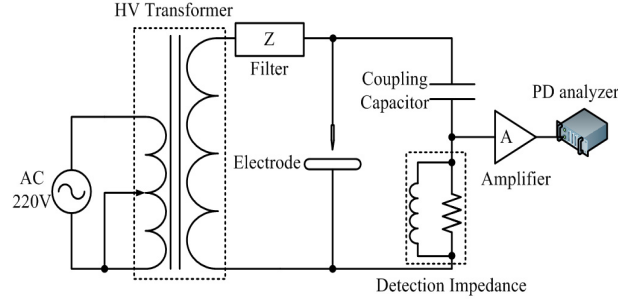 HV Transformer
Z
Filter
Coupling
Capacitor
PD analyzer
A
Electrode
Amplifier
AC
220V
Detection Impedance